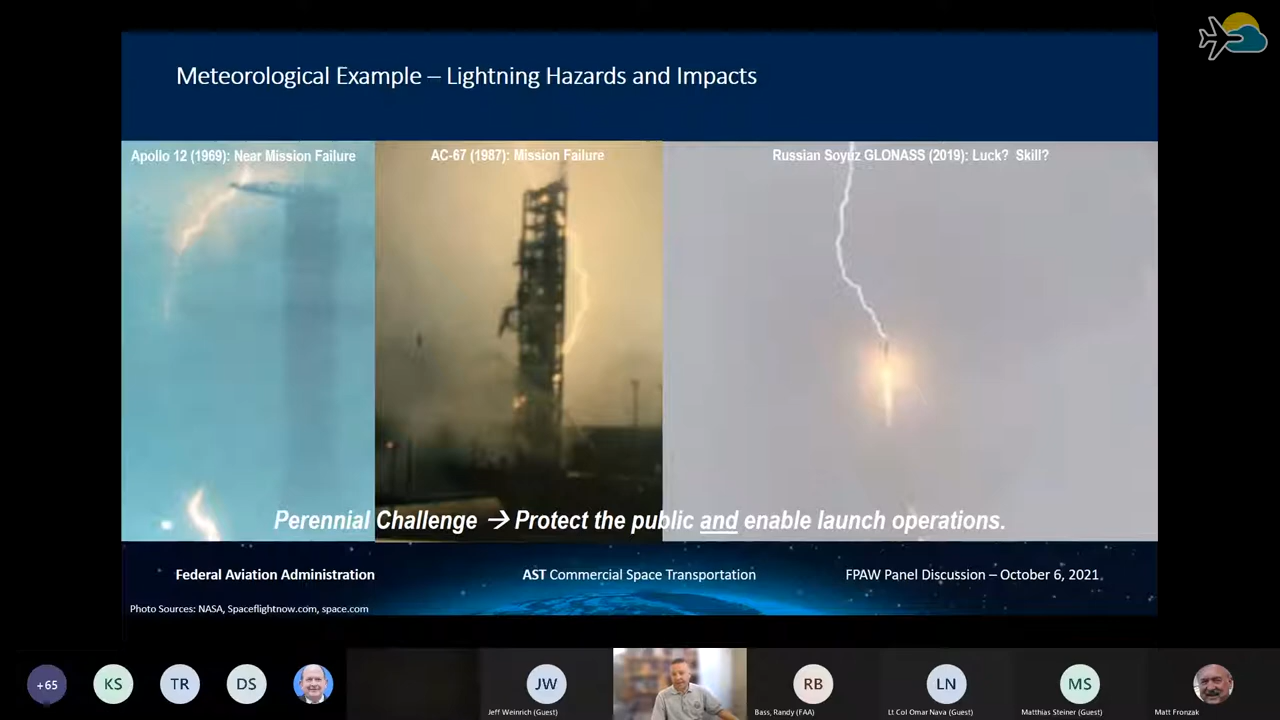 Meteorological Example – Lightning Hazards and Impacts
Apollo 12 (1969): Near Mission Failure
AC-67 (1987): Mission Failure
Russian Soyuz GLONASS (2019): Luck? Skill?
Perennial Challenge → Protect the public and enable launch operations.
Federal Aviation Administration
AST Commercial Space Transportation
FPAW Panel Discussion – October 6, 2021
Photo Sources: NASA, Spaceflightnow.com, space.com
+65
KS
TR
DS
JW
RB
LN
MS
Jeff Weinrich (Guest)
Bass, Randy (FAA)
Lt Col Omar Nava (Guest)
Matthias Steiner (Guest)
Matt Fronzak